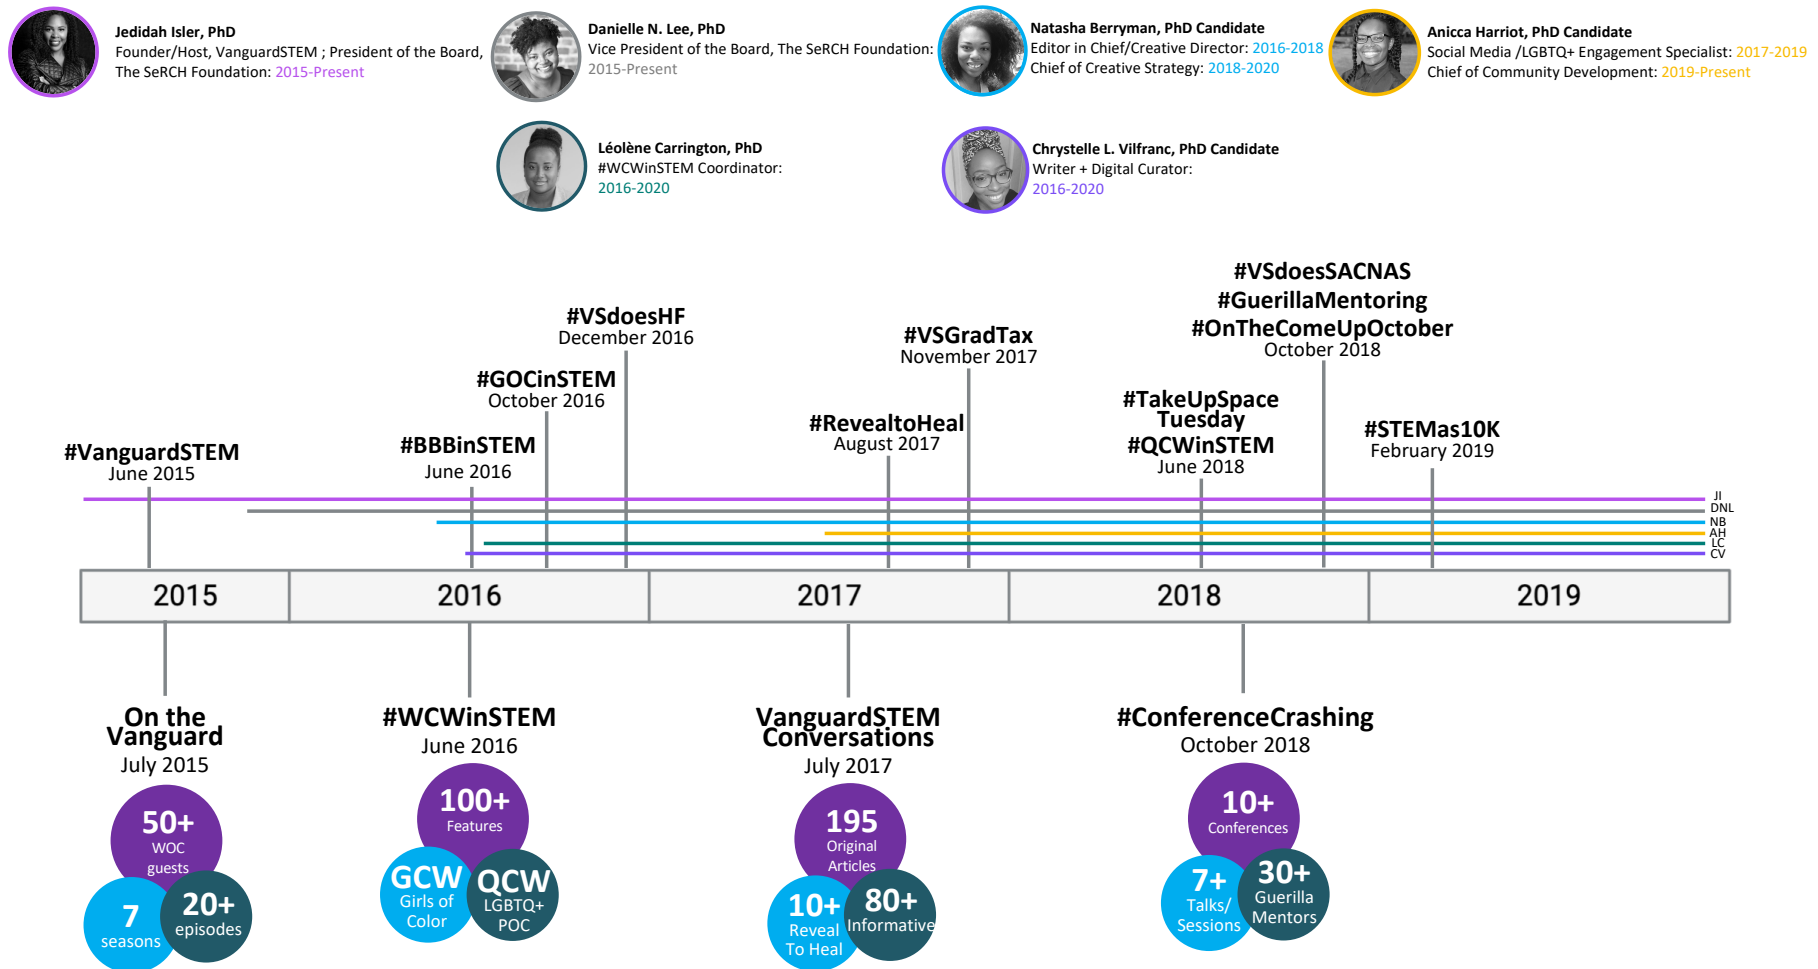 Jedidah Isler, PhD
Founder/Host, VanguardSTEM ; President of the Board,
The SeRCH Foundation: 2015-Present
Danielle N. Lee, PhD
Vice President of the Board, The SeRCH Foundation:
2015-Present
Natasha Berryman, PhD Candidate
Editor in Chief/Creative Director: 2016-2018
Chief of Creative Strategy: 2018-2020
Anicca Harriot, PhD Candidate
Social Media /LGBTQ+ Engagement Specialist: 2017-2019
Chief of Community Development: 2019-Present
Léolène Carrington, PhD
#WCWinSTEM Coordinator:
2016-2020
Chrystelle L. Vilfranc, PhD Candidate
Writer + Digital Curator:
2016-2020
#VanguardSTEM
June 2015
#BBBinSTEM
June 2016
#GOCinSTEM
October 2016
#VSdoesHF
December 2016
#RevealtoHeal
August 2017
#VSGradTax
November 2017
#TakeUpSpace
Tuesday
#QCWinSTEM
June 2018
#VSdoesSACNAS
#GuerillaMentoring
#OnTheComeUpOctober
October 2018
#STEMas10K
February 2019
JI
DNL
NB
AH
LC
CV
2015
2016
2017
2018
2019
On the
Vanguard
July 2015
50+
WOC
guests
7
seasons
20+
episodes
#WCWinSTEM
June 2016
100+
Features
GCW
Girls of
Color
QCW
LGBTQ+
POC
VanguardSTEM
Conversations
July 2017
195
Original
Articles
10+
Reveal
To Heal
80+
Informative
#ConferenceCrashing
October 2018
10+
Conferences
7+
Talks/
Sessions
30+
Guerilla
Mentors